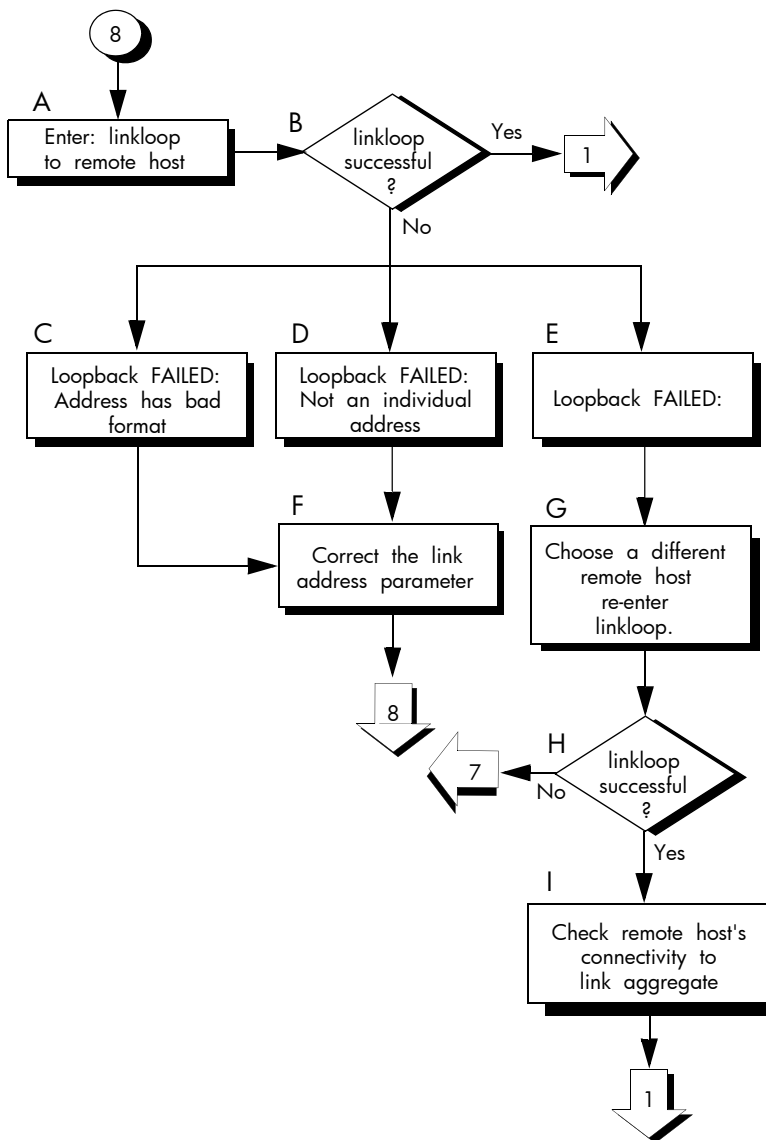 8
A
Enter: linkloop
to remote host
B
linkloop
successful
?
Yes
1
No
C
Loopback FAILED:
Address has bad
format
D
Loopback FAILED:
Not an individual
address
E
Loopback FAILED:
F
Correct the link
address parameter
G
Choose a different
remote host
re-enter
linkloop.
8
7
H
linkloop
successful
?
No
Yes
I
Check remote host's
connectivity to
link aggregate
1